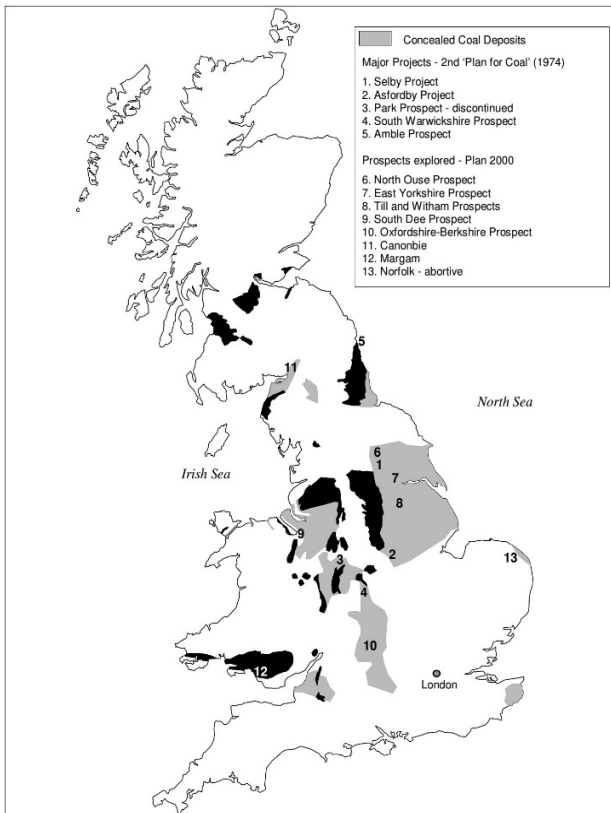 Concealed Coal Deposits
Major Projects - 2nd 'Plan for Coal' (1974)
1. Selby Project
2. Asfordby Project
3. Park Prospect - discontinued
4. South Warwickshire Prospect
5. Amble Prospect
Prospects explored - Plan 2000
6. North Ouse Prospect
7. East Yorkshire Prospect
8. Till and Witham Prospects
9. South Dee Prospect
10. Oxfordshire-Berkshire Prospect
11. Canonbie
12. Margam
13. Norfolk - abortive
5
11
North Sea
6
1
Irish Sea
7
8
9
2
13
3
4
10
12
London